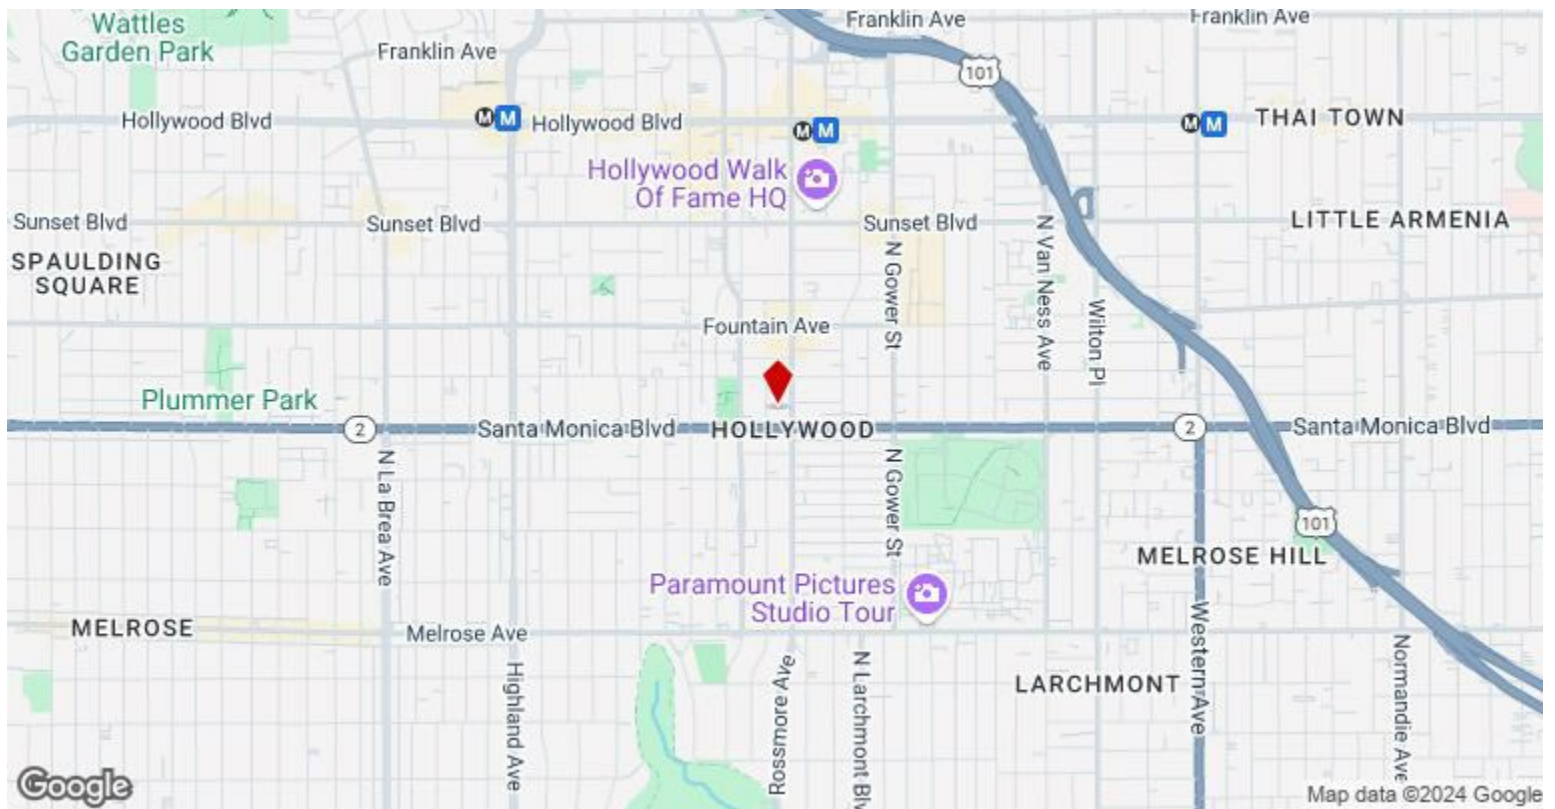 Wattles
Garden Park
Franklin Ave
Franklin Ave
Franklin Ave
101
Hollywood Blvd
M M
Hollywood Blvd
M M
M M
THAI TOWN
Hollywood Walk
Of Fame HQ
Sunset Blvd
Sunset Blvd
Sunset Blvd
LITTLE ARMENIA
SPAULDING
SQUARE
N Gower St
N Van Ness Ave
Wilton Pl
Fountain Ave
Plummer Park
2
Santa Monica Blvd
HOLLYWOOD
2
Santa Monica Blvd
N La Brea Ave
N Gower St
101
MELROSE HILL
Paramount Pictures
Studio Tour
MELROSE
Melrose Ave
Highland Ave
Rossmore Ave
N Larchmont Blv
LARCHMONT
Western Ave
Normandie Ave
Google
Map data ©2024 Google